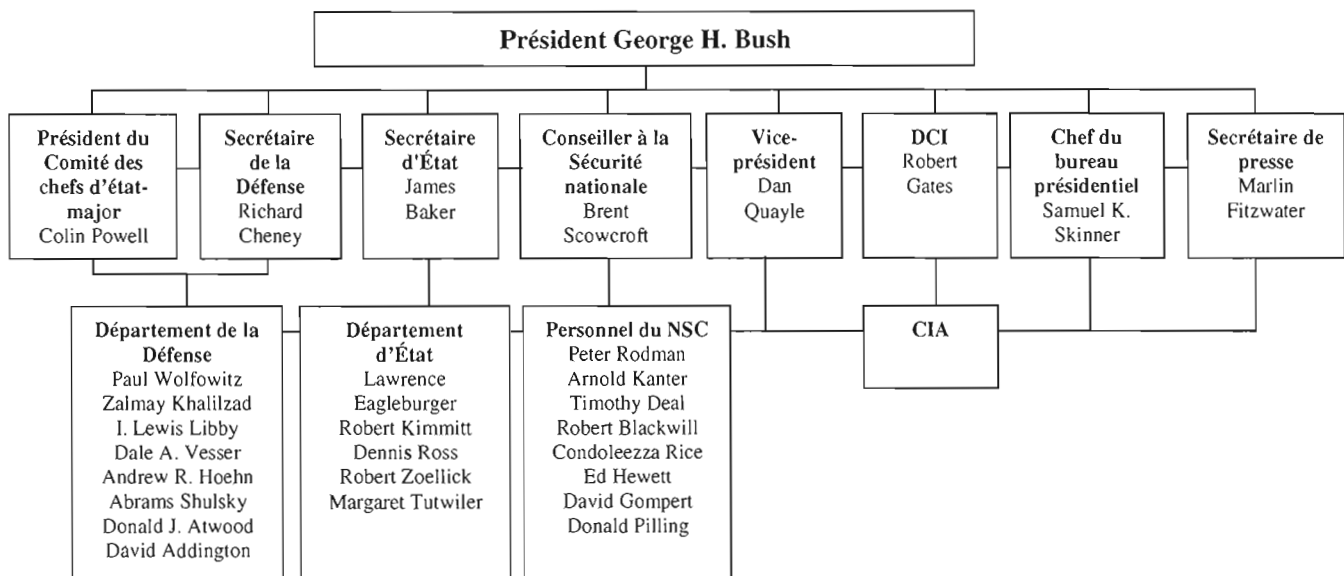 Président George H. Bush
Président du
Comité des
chefs d'état-
major
Colin Powell
Secrétaire
de la
Défense
Richard
Cheney
Secrétaire
d'État
James
Baker
Conseiller à la
Sécurité
nationale
Brent
Scowcroft
Vice-
président
Dan
Quayle
DCI
Robert
Gates
Chef du
bureau
présidentiel
Samuel K.
Skinner
Secrétaire de
presse
Marlin
Fitzwater
Département de la
Défense
Paul Wolfowitz
Zalmay Khalilzad
I. Lewis Libby
Dale A. Vesser
Andrew R. Hoehn
Abrams Shulsky
Donald J. Atwood
David Addington
Département
d'État
Lawrence
Eagleburger
Robert Kimmitt
Dennis Ross
Robert Zoellick
Margaret Tutwiler
Personnel du NSC
Peter Rodman
Arnold Kanter
Timothy Deal
Robert Blackwill
Condoleezza Rice
Ed Hewett
David Gompert
Donald Pilling
CIA